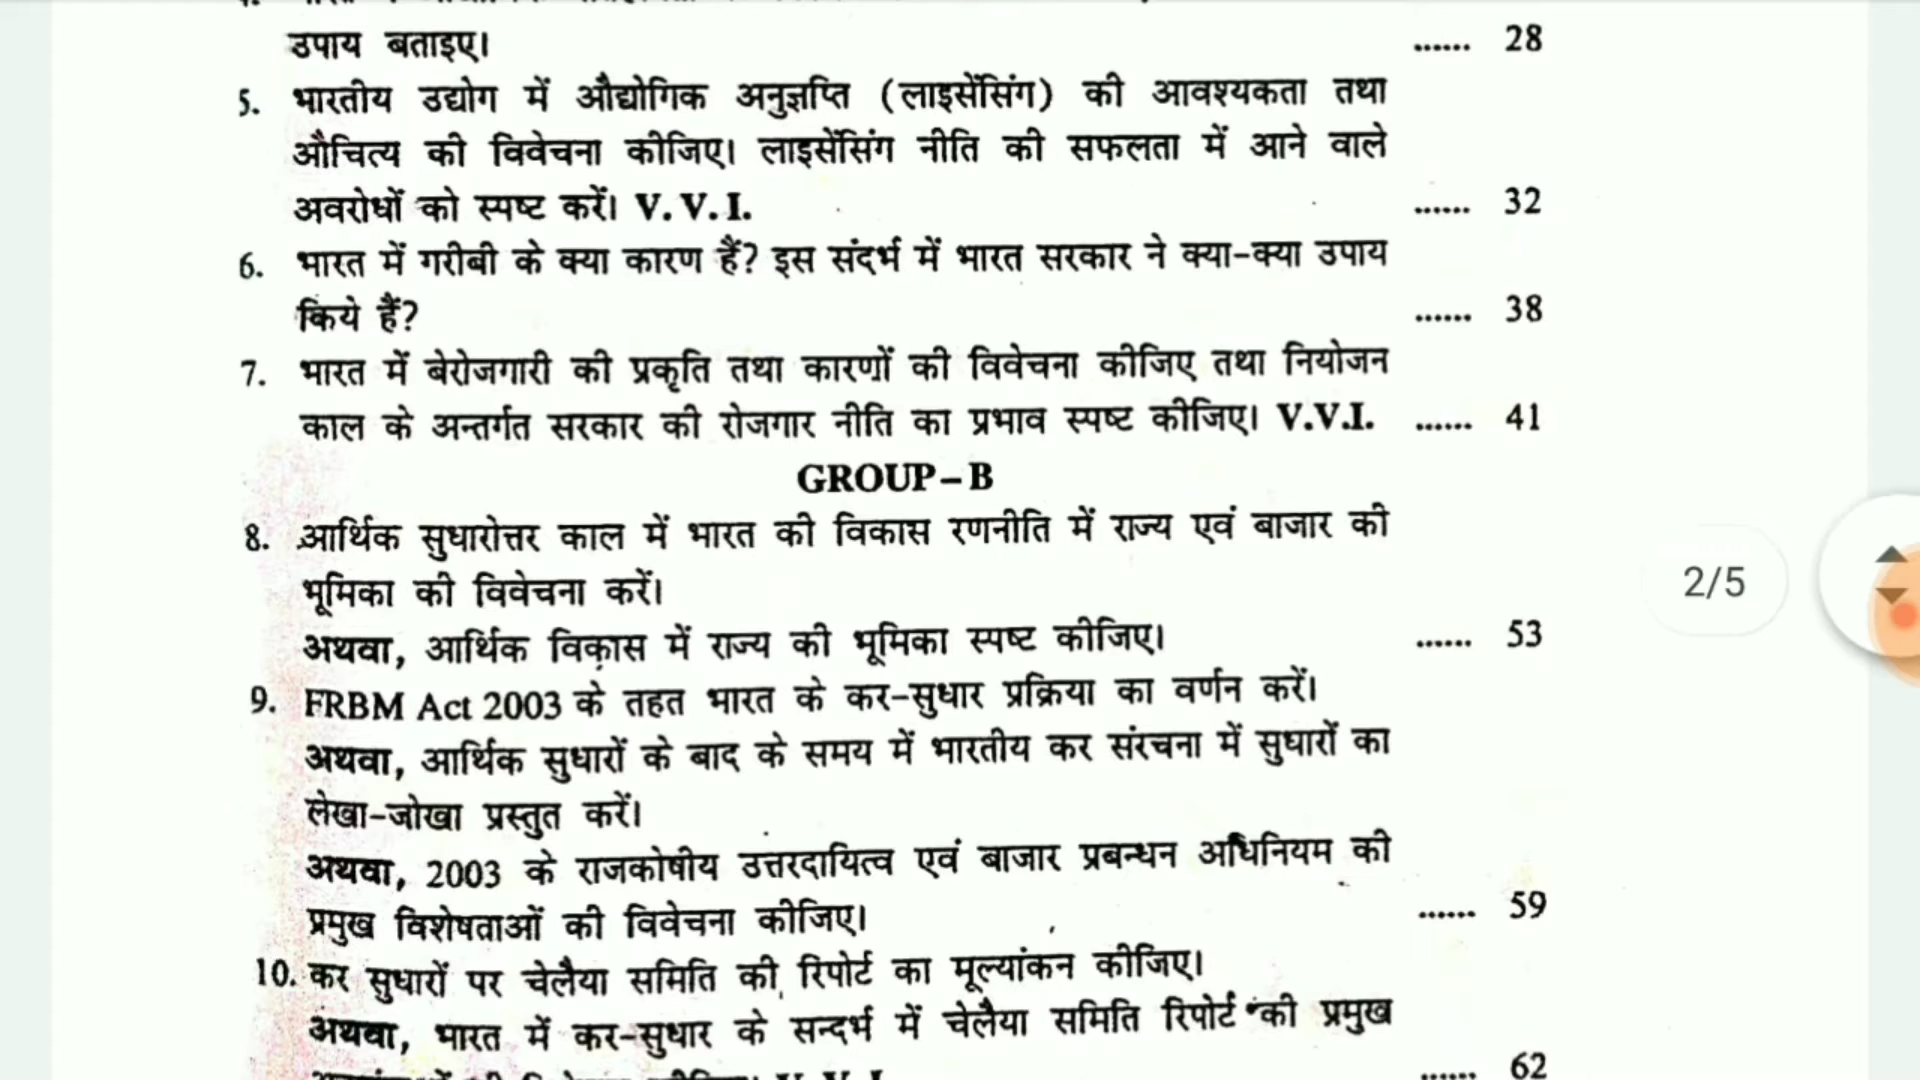 उपाय बताइए। ...... 28
5. भारतीय उद्योग में औद्योगिक अनुज्ञप्ति (लाइसेंसिंग) की आवश्यकता तथा
औचित्य की विवेचना कीजिए। लाइसेंसिंग नीति की सफलता में आने वाले
अवरोधों को स्पष्ट करें। V. V. I. ...... 32
6. भारत में गरीबी के क्या कारण हैं? इस संदर्भ में भारत सरकार ने क्या-क्या उपाय
किये हैं? ...... 38
7. भारत में बेरोजगारी की प्रकृति तथा कारणों की विवेचना कीजिए तथा नियोजन
काल के अन्तर्गत सरकार की रोजगार नीति का प्रभाव स्पष्ट कीजिए। V.V.I. ...... 41
GROUP-B
8. आर्थिक सुधारोत्तर काल में भारत की विकास रणनीति में राज्य एवं बाजार की
भूमिका की विवेचना करें।
अथवा, आर्थिक विकास में राज्य की भूमिका स्पष्ट कीजिए। ...... 53
9. FRBM Act 2003 के तहत भारत के कर-सुधार प्रक्रिया का वर्णन करें।
अथवा, आर्थिक सुधारों के बाद के समय में भारतीय कर संरचना में सुधारों का
लेखा-जोखा प्रस्तुत करें।
अथवा, 2003 के राजकोषीय उत्तरदायित्व एवं बाजार प्रबन्धन अधिनियम की
प्रमुख विशेषताओं की विवेचना कीजिए। ...... 59
10. कर सुधारों पर चेलैया समिति की रिपोर्ट का मूल्यांकन कीजिए।
अथवा, भारत में कर-सुधार के सन्दर्भ में चेलैया समिति रिपोर्ट की प्रमुख
...... 62
2/5